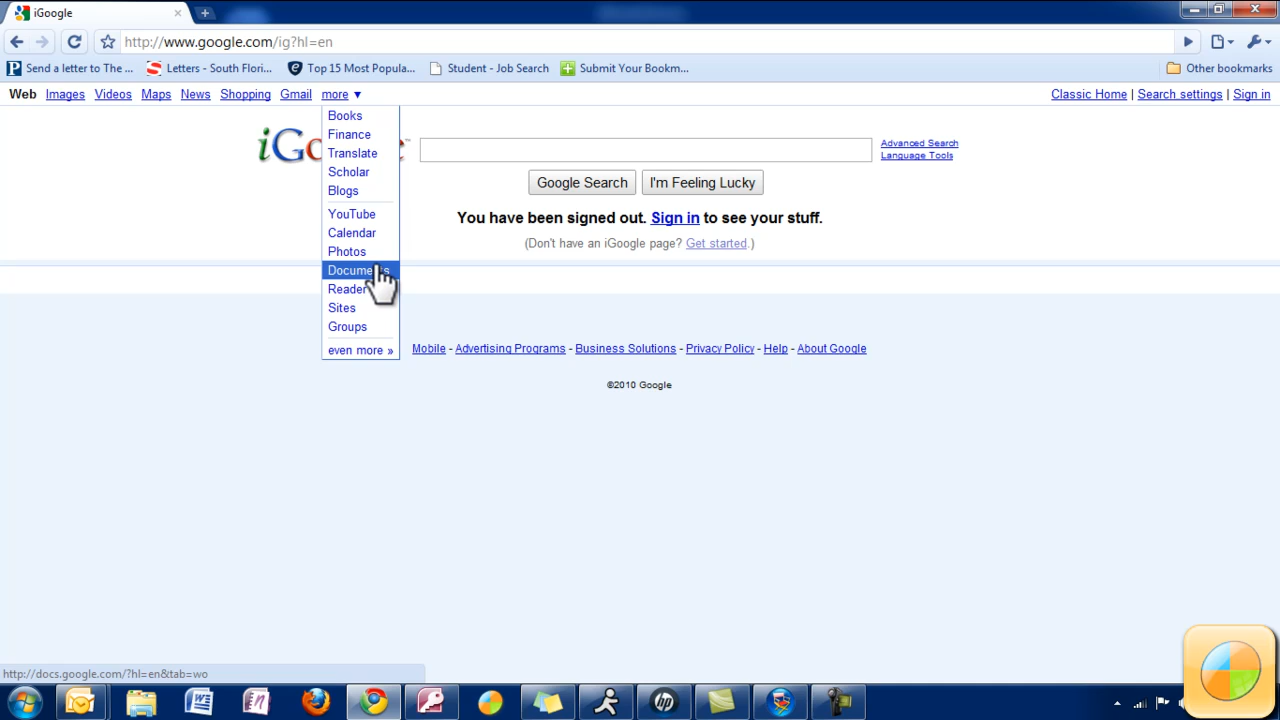 iGoogle
http://www.google.com/ig?hl=en
Send a letter to The ... Letters - South Flori... Top 15 Most Popula... Student - Job Search Submit Your Bookm... Other bookmarks
Web Images Videos Maps News Shopping Gmail more ▼ Classic Home | Search settings | Sign in
Books
Finance
Translate
Scholar
Blogs
YouTube
Calendar
Photos
Documents
Reader
Sites
Groups
even more »
Advanced Search
Language Tools
Google Search I'm Feeling Lucky
You have been signed out. Sign in to see your stuff.
(Don't have an iGoogle page? Get started.)
Mobile - Advertising Programs - Business Solutions - Privacy Policy - Help - About Google
©2010 Google
http://docs.google.com/?hl=en&tab=wo